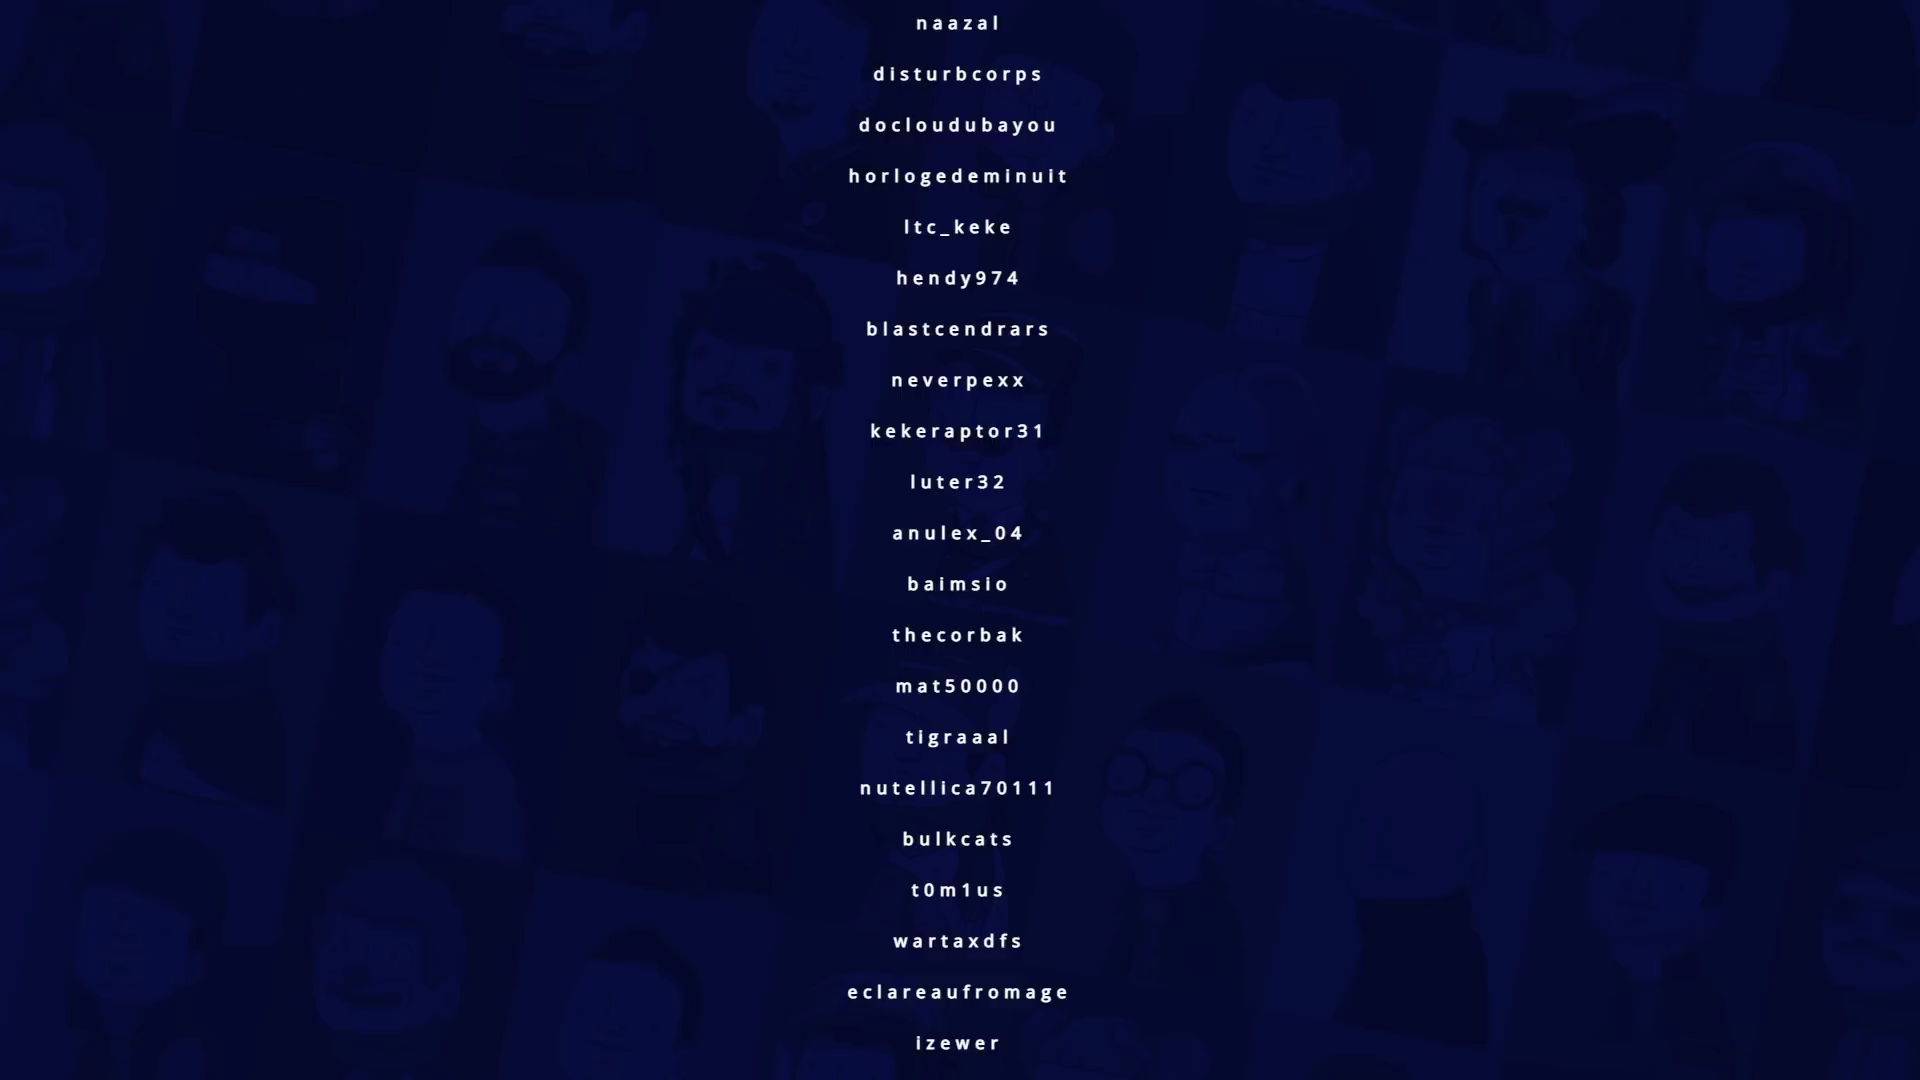 naazal
disturbcorps
docloudubayou
horlogedeminuit
ltc_keke
hendy974
blastcendrars
neverpexx
kekeraptor31
luter32
anulex_04
baimsio
thecorbak
mat50000
tigraaal
nutellica70111
bulkcats
t0m1us
wartaxdfs
eclareaufromage
izewer